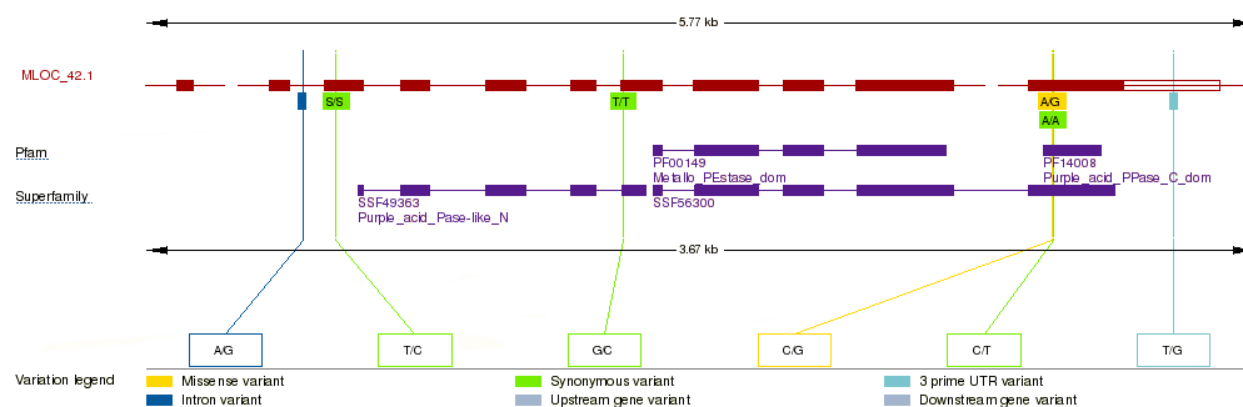 5.77 kb
MLOC_42.1
S/S T/T A/G
A/A
Pfam
PF00149 PF14008
Metallo_PEstase_dom Purple_acid_PPase_C_dom
Superfamily
SSF49363 SSF56300
Purple_acid_Pase-like_N
3.67 kb
A/G T/C G/C C/G C/T T/G
Variation legend Missense variant Synonymous variant 3 prime UTR variant
Intron variant Upstream gene variant Downstream gene variant